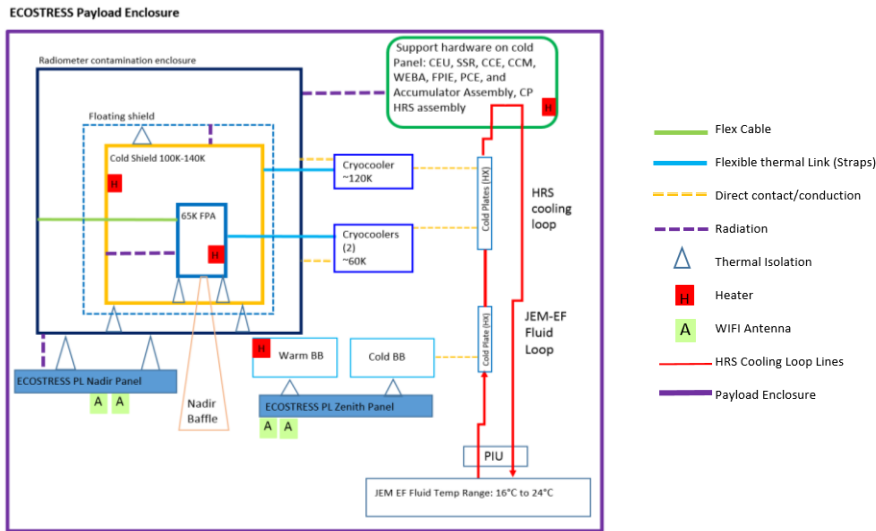 ECOSTRESS Payload Enclosure
Radiometer contamination enclosure
Support hardware on cold
Panel: CEU, SSR, CCE, CCM,
WEBA, FPIE, PCE, and
Accumulator Assembly, CP
HRS assembly
H
Floating shield
Cold Shield 100K-140K
H
65K FPA
H
Cryocooler
~120K
Cryocoolers
(2)
~60K
Cold Plates (HX)
HRS
cooling
loop
Cold Plate (HX)
JEM-EF
Fluid
Loop
H
Warm BB
Cold BB
ECOSTRESS PL Nadir Panel
A A
Nadir
Baffle
ECOSTRESS PL Zenith Panel
A A
PIU
JEM EF Fluid Temp Range: 16°C to 24°C
Flex Cable
Flexible thermal Link (Straps)
Direct contact/conduction
Radiation
Thermal Isolation
H Heater
A WIFI Antenna
HRS Cooling Loop Lines
Payload Enclosure